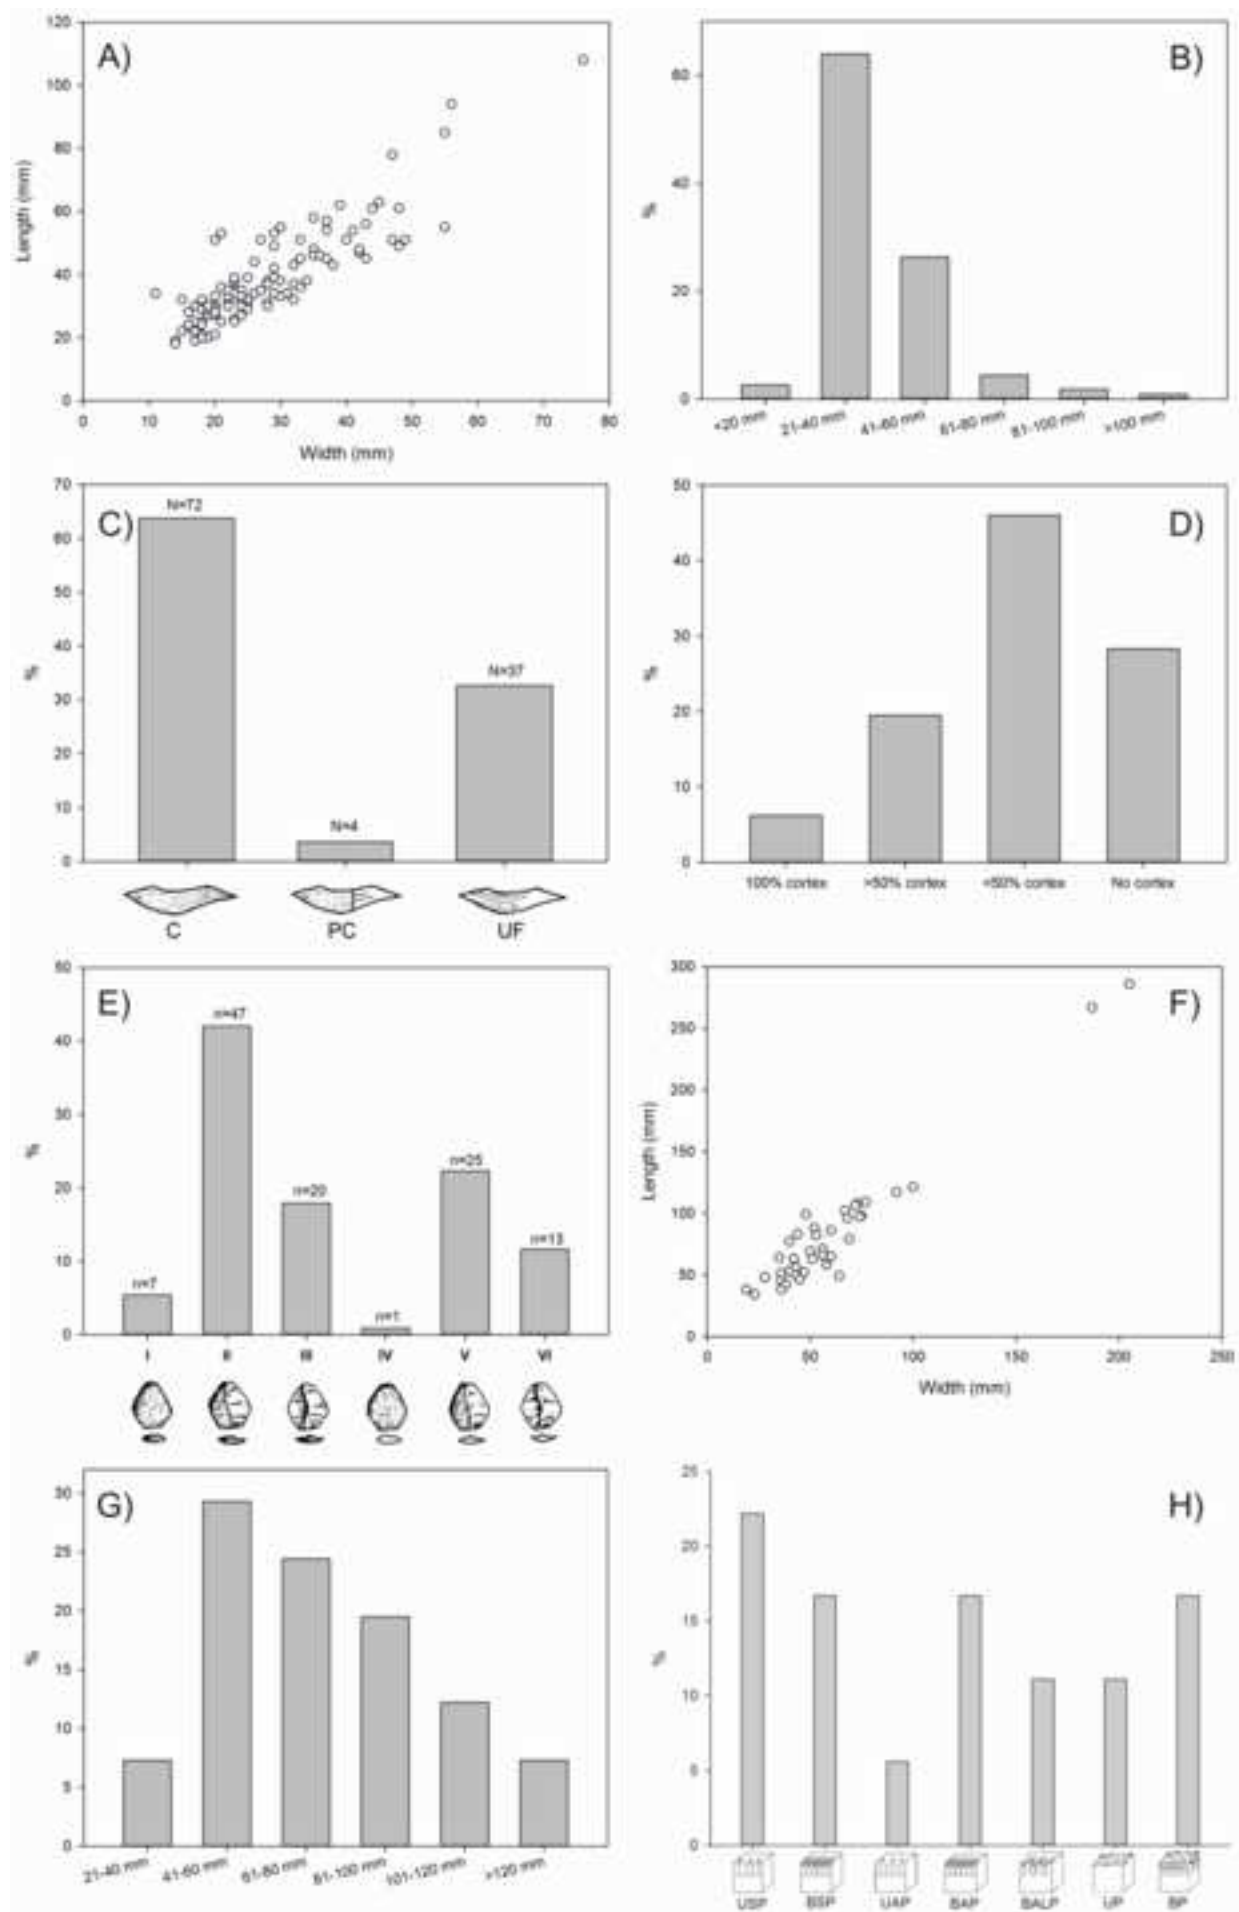 A)
120
100
80
60
40
20
0
Length (mm)
0 10 20 30 40 50 60 70 80
Width (mm)
B)
60
40
20
0
%
<20 mm 21-40 mm 41-60 mm 61-80 mm 81-100 mm >100 mm
C)
70
60
50
40
30
20
10
0
%
N=72
N=4
N=37
C PC UF
D)
50
40
30
20
10
0
%
100% cortex >50% cortex <50% cortex No cortex
E)
50
40
30
20
10
0
%
n=7
n=47
n=20
n=1
n=25
n=13
I II III IV V VI
F)
300
250
200
150
100
50
0
Length (mm)
0 50 100 150 200 250
Width (mm)
G)
30
25
20
15
10
5
0
%
21-40 mm 41-60 mm 61-80 mm 81-120 mm 101-120 mm >120 mm
H)
25
20
15
10
5
0
%
USP BSP UAP BAP BALP UP BP